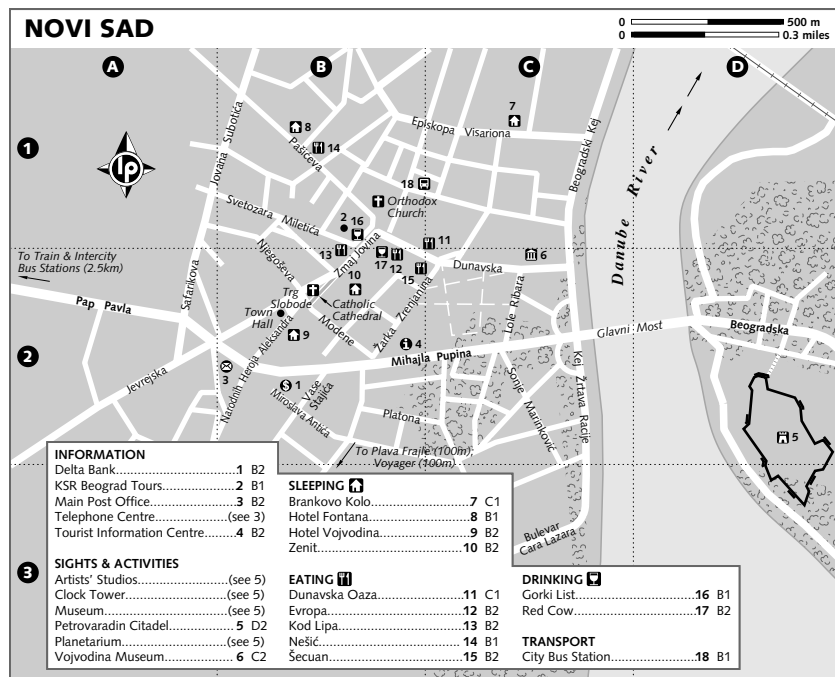 NOVI SAD
0 500 m
0 0.3 miles
A B C D
1
2
3
lp
Jovana Subotića
Pašićeva
8
14
7
Episkopa Visariona
Beogradski Kej
Danube River
18
Orthodox
Church
Svetozara Miletića
2 16
13
Zmaj Jovina
17
12
11
15
6
Dunavska
To Train & Intercity
Bus Stations (2.5km)
Njegoševa
Safarikova
Pap Pavla
Trg
Slobode
10
Catholic
Cathedral
Town
Hall
Modene
Žarka Zrenjanina
Lole Ribara
Glavni Most
Beogradska
9
4
Mihajla Pupina
Narodnih Heroja Aleksandra
Jevrejska
3
1
Vase
Stajića
Miroslava Antića
Platona
Sonje Marinković
Kej Žrtava Racije
5
To Plava Frajle (100m);
Voyager (100m)
Bulevar
Cara Lazara
INFORMATION
Delta Bank 1 B2
KSR Beograd Tours 2 B1
Main Post Office 3 B2
Telephone Centre (see 3)
Tourist Information Centre 4 B2
SIGHTS & ACTIVITIES
Artists' Studios (see 5)
Clock Tower (see 5)
Museum (see 5)
Petrovaradin Citadel 5 D2
Planetarium (see 5)
Vojvodina Museum 6 C2
SLEEPING
Brankovo Kolo 7 C1
Hotel Fontana 8 B1
Hotel Vojvodina 9 B2
Zenit 10 B2
EATING
Dunavska Oaza 11 C1
Evropa 12 B2
Kod Lipa 13 B2
Nešić 14 B1
Šecuan 15 B2
DRINKING
Gorki List 16 B1
Red Cow 17 B2
TRANSPORT
City Bus Station 18 B1